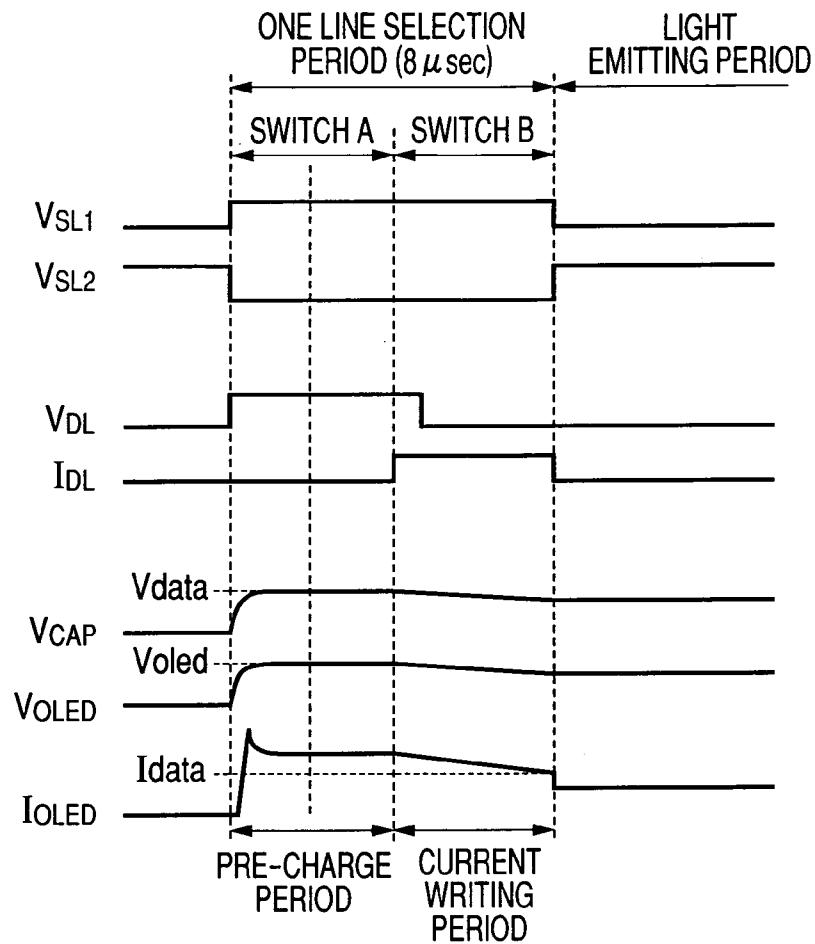 ONE LINE SELECTION
PERIOD (8 μ sec)
LIGHT
EMITTING PERIOD
SWITCH A
SWITCH B
VSL1
VSL2
VDL
IDL
Vdata
VCAP
Voled
VOLED
Idata
IOLED
PRE-CHARGE
PERIOD
CURRENT
WRITING
PERIOD